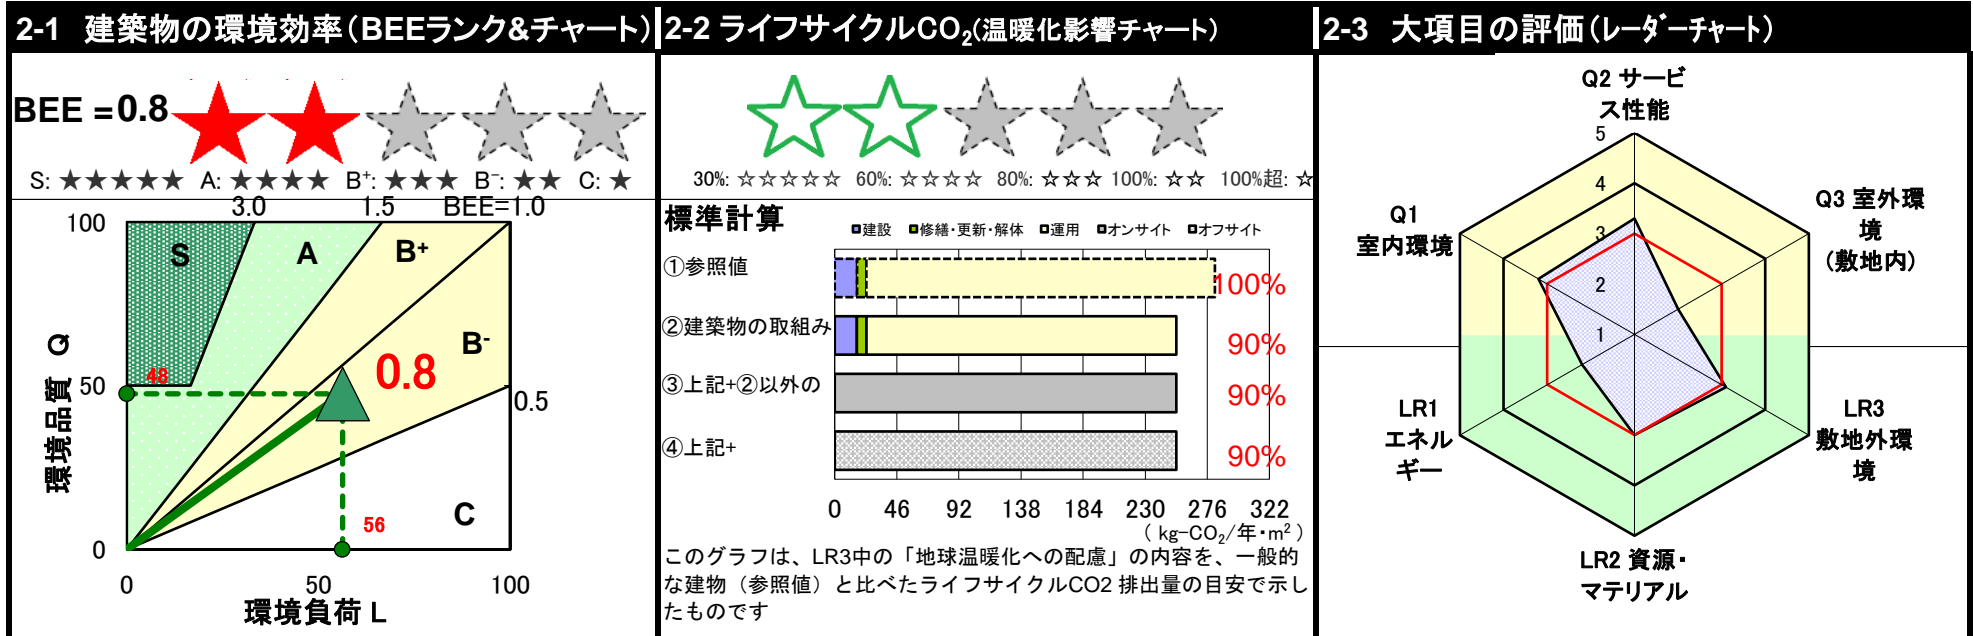 2-1 建築物の環境効率(BEEランク&チャート)
BEE = 0.8
S: ★★★★★ A: ★★★★ B+: ★★★ B-: ★★ C: ★
3.0 1.5 BEE=1.0
100
S A B+
B-
環境品質 Q
50
48
0.8
0.5
C
56
0
0 50 100
環境負荷 L
2-2 ライフサイクルCO2(温暖化影響チャート)
30%: ☆☆☆☆☆ 60%: ☆☆☆☆ 80%: ☆☆☆ 100%: ☆☆ 100%超: ☆
標準計算
建設 修繕・更新・解体 運用 オンサイト オフサイト
①参照値 100%
②建築物の取組み 90%
③上記+②以外の 90%
④上記+ 90%
0 46 92 138 184 230 276 322
( kg-CO2/年・m2 )
このグラフは、LR3中の「地球温暖化への配慮」の内容を、一般的
な建物(参照値)と比べたライフサイクルCO2 排出量の目安で示し
たものです
2-3 大項目の評価(レーダーチャート)
Q2 サービ
ス性能
5
4
3
2
1
Q1
室内環境
Q3 室外環
境
(敷地内)
LR1
エネル
ギー
LR3
敷地外環
境
LR2 資源・
マテリアル